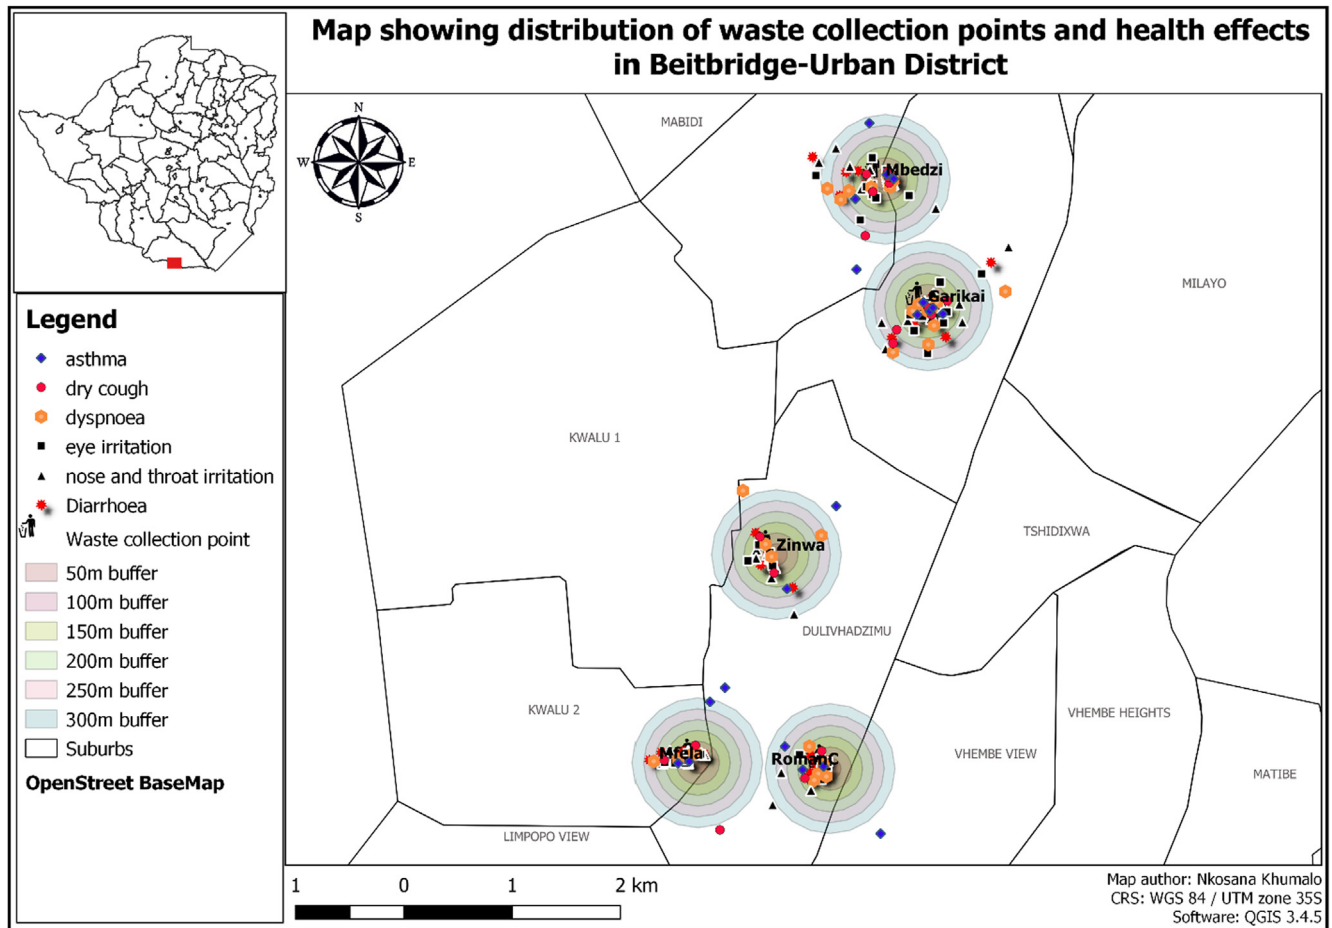 Map showing distribution of waste collection points and health effects
in Beitbridge-Urban District
N
W
E
S
MABIDI
Mbedzi
Garikai
MILAYO
KWALU 1
TSHIDIXWA
Zinwa
DULIVHADZIMU
KWALU 2
VHEMBE HEIGHTS
VHEMBE VIEW
Mfela
RomanC
MATIBE
LIMPOPO VIEW
Legend
asthma
dry cough
dyspnoea
eye irritation
nose and throat irritation
Diarrhoea
Waste collection point
50m buffer
100m buffer
150m buffer
200m buffer
250m buffer
300m buffer
Suburbs
OpenStreet BaseMap
1 0 1 2 km
Map author: Nkosana Khumalo
CRS: WGS 84 / UTM zone 35S
Software: QGIS 3.4.5